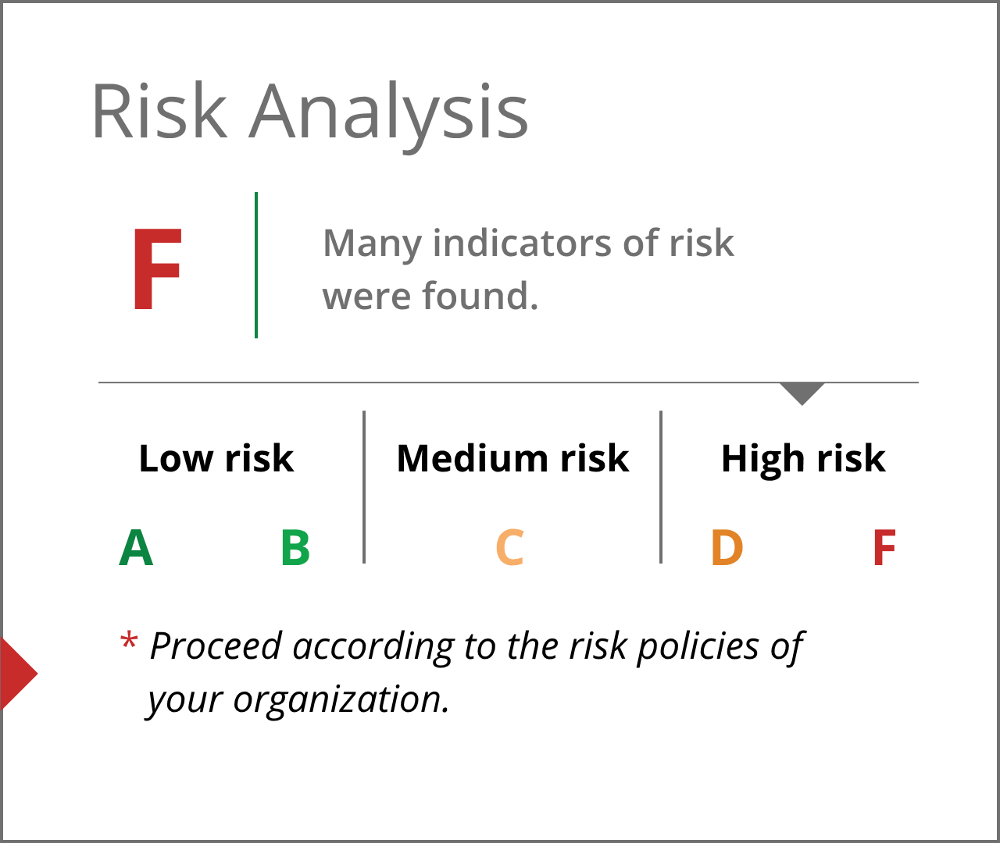 Risk Analysis
F
Many indicators of risk
were found.
Low risk
Medium risk
High risk
A
B
C
D
F
* Proceed according to the risk policies of
your organization.